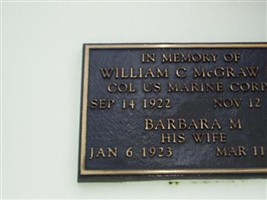 IN MEMORY OF
WILLIAM C McGRAW
COL US MARINE CORP
SEP 14 1922 NOV 12
BARBARA M
HIS WIFE
JAN 6 1923 MAR 11